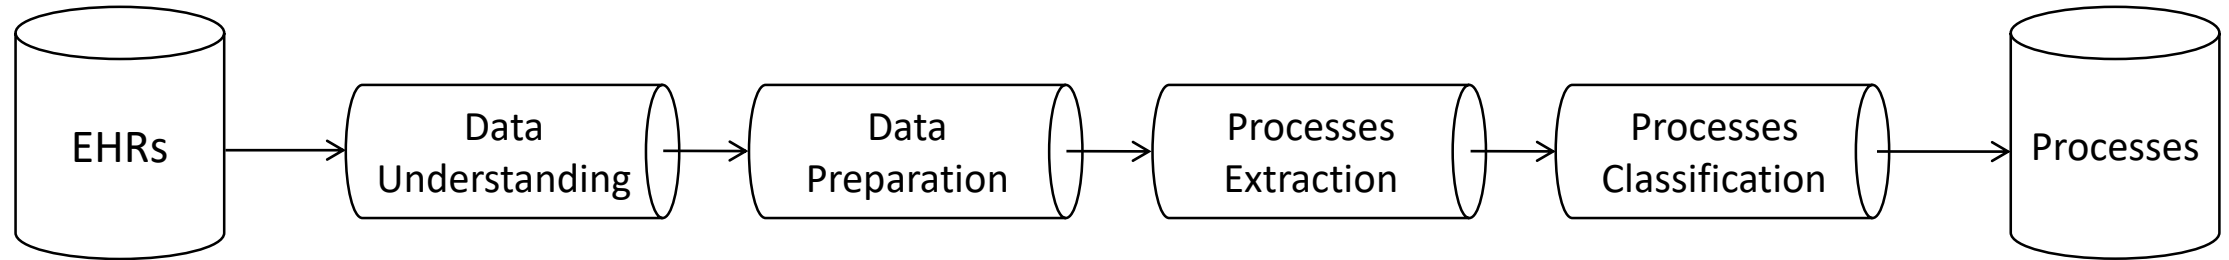 EHRs
Data
Understanding
Data
Preparation
Processes
Extraction
Processes
Classification
Processes